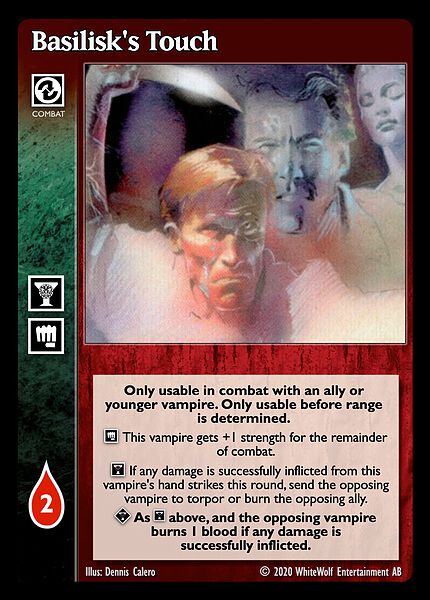 Basilisk's Touch
COMBAT
Only usable in combat with an ally or
younger vampire. Only usable before range
is determined.
This vampire gets +1 strength for the remainder
of combat.
If any damage is successfully inflicted from this
vampire's hand strikes this round, send the opposing
vampire to torpor or burn the opposing ally.
As above, and the opposing vampire
burns 1 blood if any damage is
successfully inflicted.
2
Illus: Dennis Calero © 2020 WhiteWolf Entertainment AB